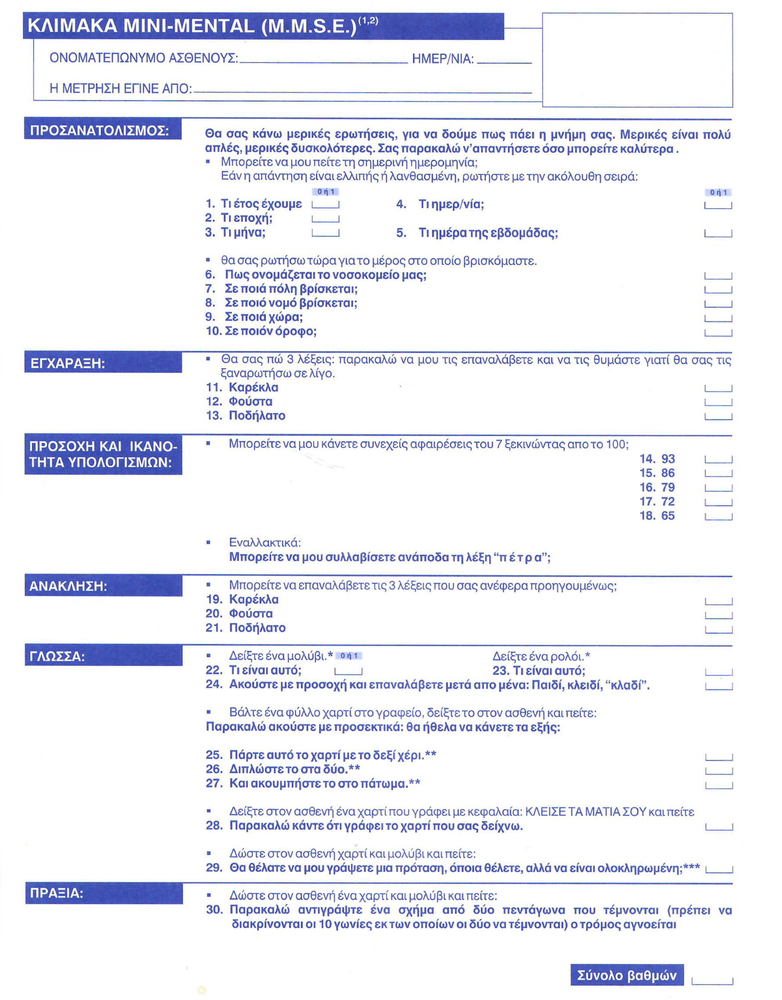 ΚΛΙΜΑΚΑ MINI-MENTAL (M.M.S.E.)(1,2)
ΟΝΟΜΑΤΕΠΩΝΥΜΟ ΑΣΘΕΝΟΥΣ: ΗΜΕΡ/ΝΙΑ:
Η ΜΕΤΡΗΣΗ ΕΓΙΝΕ ΑΠΟ:
ΠΡΟΣΑΝΑΤΟΛΙΣΜΟΣ:
Θα σας κάνω μερικές ερωτήσεις, για να δούμε πως πάει η μνήμη σας. Μερικές είναι πολύ
απλές, μερικές δυσκολότερες. Σας παρακαλώ ν'απαντήσετε όσο μπορείτε καλύτερα .
▪ Μπορείτε να μου πείτε τη σημερινή ημερομηνία;
Εάν η απάντηση είναι ελλιπής ή λανθασμένη, ρωτήστε με την ακόλουθη σειρά:
0 ή 1 0 ή 1
1. Τι έτος έχουμε 4. Τι ημερ/νία;
2. Τι εποχή;
3. Τι μήνα; 5. Τι ημέρα της εβδομάδας;
▪ θα σας ρωτήσω τώρα για το μέρος στο οποίο βρισκόμαστε.
6. Πως ονομάζεται το νοσοκομείο μας;
7. Σε ποιά πόλη βρίσκεται;
8. Σε ποιό νομό βρίσκεται;
9. Σε ποιά χώρα;
10. Σε ποιόν όροφο;
ΕΓΧΑΡΑΞΗ:
▪ Θα σας πώ 3 λέξεις: παρακαλώ να μου τις επαναλάβετε και να τις θυμάστε γιατί θα σας τις
ξαναρωτήσω σε λίγο.
11. Καρέκλα
12. Φούστα
13. Ποδήλατο
ΠΡΟΣΟΧΗ ΚΑΙ ΙΚΑΝΟ-
ΤΗΤΑ ΥΠΟΛΟΓΙΣΜΩΝ:
▪ Μπορείτε να μου κάνετε συνεχείς αφαιρέσεις του 7 ξεκινώντας απο το 100;
14. 93
15. 86
16. 79
17. 72
18. 65
▪ Εναλλακτικά:
Μπορείτε να μου συλλαβίσετε ανάποδα τη λέξη “π έ τ ρ α”;
ΑΝΑΚΛΗΣΗ:
▪ Μπορείτε να επαναλάβετε τις 3 λέξεις που σας ανέφερα προηγουμένως;
19. Καρέκλα
20. Φούστα
21. Ποδήλατο
ΓΛΩΣΣΑ:
▪ Δείξτε ένα μολύβι.* 0 ή 1 Δείξτε ένα ρολόι.*
22. Τι είναι αυτό; 23. Τι είναι αυτό;
24. Ακούστε με προσοχή και επαναλάβετε μετά απο μένα: Παιδί, κλειδί, “κλαδί”.
▪ Βάλτε ένα φύλλο χαρτί στο γραφείο, δείξτε το στον ασθενή και πείτε:
Παρακαλώ ακούστε με προσεκτικά: θα ήθελα να κάνετε τα εξής:
25. Πάρτε αυτό το χαρτί με το δεξί χέρι.**
26. Διπλώστε το στα δύο.**
27. Και ακουμπήστε το στο πάτωμα.**
▪ Δείξτε στον ασθενή ένα χαρτί που γράφει με κεφαλαία: ΚΛΕΙΣΕ ΤΑ ΜΑΤΙΑ ΣΟΥ και πείτε
28. Παρακαλώ κάντε ότι γράφει το χαρτί που σας δείχνω.
▪ Δώστε στον ασθενή χαρτί και μολύβι και πείτε:
29. Θα θέλατε να μου γράψετε μια πρόταση, όποια θέλετε, αλλά να είναι ολοκληρωμένη;***
ΠΡΑΞΙΑ:
▪ Δώστε στον ασθενή ένα χαρτί και μολύβι και πείτε:
30. Παρακαλώ αντιγράψτε ένα σχήμα από δύο πεντάγωνα που τέμνονται (πρέπει να
διακρίνονται οι 10 γωνίες εκ των οποίων οι δύο να τέμνονται) ο τρόμος αγνοείται
Σύνολο βαθμών